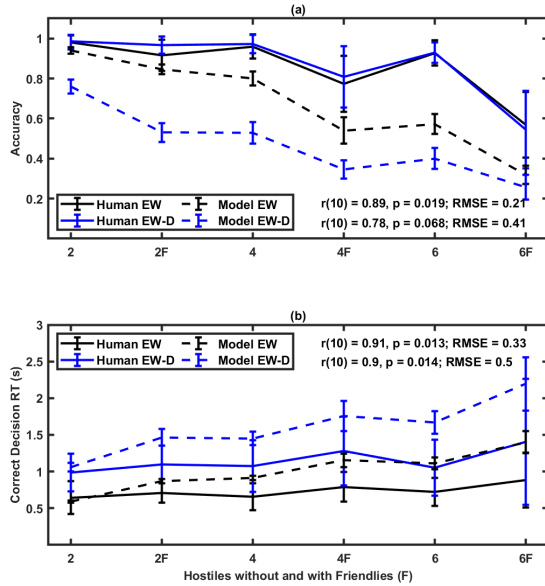 (a)
1
0.8
0.6
0.4
0.2
Accuracy
Human EW Model EW
Human EW-D Model EW-D
r(10) = 0.89, p = 0.019; RMSE = 0.21
r(10) = 0.78, p = 0.068; RMSE = 0.41
2 2F 4 4F 6 6F
(b)
3
2.5
2
1.5
1
0.5
Correct Decision RT (s)
Human EW Model EW
Human EW-D Model EW-D
r(10) = 0.91, p = 0.013; RMSE = 0.33
r(10) = 0.9, p = 0.014; RMSE = 0.5
2 2F 4 4F 6 6F
Hostiles without and with Friendlies (F)